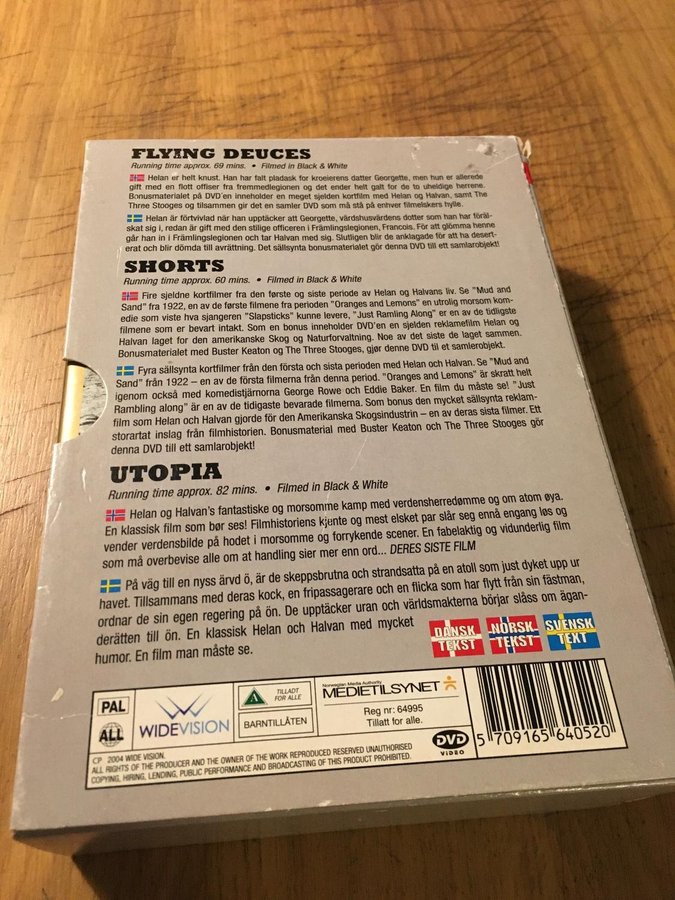 FLYING DEUCES
Running time approx. 69 mins. • Filmed in Black & White
Helan er helt knust. Han har falt pladask for kroeierens datter Georgette, men hun er allerede
gift med en flott offiser fra fremmedlegionen og det ender helt galt for de to uheldige herrene.
Bonusmaterialet på DVD'en inneholder en meget sjelden kortfilm med Helan og Halvan, samt The
Three Stooges og tilsammen gir det en samler DVD som må stå på enhver filmelskers hylle.
Helan är förtvivlad när han upptäcker att Georgette, värdshusvärdens dotter som han har föräl-
skat sig i, redan är gift med den stilige officeren i Främlingslegionen, Francois. För att glömma henne
går han in i Främlingslegionen och tar Halvan med sig. Slutligen blir de anklagade för att ha desert-
erat och blir dömda till avrättning. Det sällsynta bonusmaterialet gör denna DVD till ett samlarobjekt!
SHORTS
Running time approx. 60 mins. • Filmed in Black & White
Fire sjeldne kortfilmer fra den første og siste periode av Helan og Halvans liv. Se "Mud and
Sand" fra 1922, en av de første filmene fra perioden "Oranges and Lemons" en utrolig morsom kom-
edie som viste hva sjangeren "Slapsticks" kunne levere, "Just Ramling Along" er en av de tidligste
filmene som er bevart intakt. Som en bonus inneholder DVD'en en sjelden reklamefilm Helan og
Halvan laget for den amerikanske Skog og Naturforvaltning. Noe av det siste de laget sammen.
Bonusmaterialet med Buster Keaton og The Three Stooges, gjør denne DVD til et samlerobjekt.
Fyra sällsynta kortfilmer från den första och sista perioden med Helan och Halvan. Se "Mud and
Sand" från 1922 – en av de första filmerna från denna period. "Oranges and Lemons" är skratt helt
igenom också med komedistjärnorna George Rowe och Eddie Baker. En film du måste se! "Just
Rambling along" är en av de tidigaste bevarade filmerna. Som bonus den mycket sällsynta reklam-
film som Helan och Halvan gjorde för den Amerikanska Skogsindustrin – en av deras sista filmer. Ett
storartat inslag från filmhistorien. Bonusmaterial med Buster Keaton och The Three Stooges gör
denna DVD till ett samlarobjekt!
UTOPIA
Running time approx. 82 mins. • Filmed in Black & White
Helan og Halvan's fantastiske og morsomme kamp med verdensherredømme og om atom øya.
En klassisk film som bør ses! Filmhistoriens kjente og mest elsket par slår seg ennå engang løs og
vender verdensbilde på hodet i morsomme og forrykende scener. En fabelaktig og vidunderlig film
som må overbevise alle om at handling sier mer enn ord... DERES SISTE FILM
På väg till en nyss ärvd ö, är de skeppsbrutna och strandsatta på en atoll som just dyket upp ur
havet. Tillsammans med deras kock, en fripassagerare och en flicka som har flytt från sin fästman,
ordnar de sin egen regering på ön. De upptäcker uran och världsmakterna börjar slåss om ägan-
derätten till ön. En klassisk Helan och Halvan med mycket
humor. En film man måste se.
DANSK TEKST
NORSK TEKST
SVENSK TEXT
PAL
ALL
WIDEVISION
A
TILLADT FOR ALLE
BARNTILLÅTEN
Norwegian Media Authority
MEDIETILSYNET
Reg nr: 64995
Tillatt for alle.
DVD
VIDEO
5 709165 640520
CP 2004 WIDE VISION.
ALL RIGHTS OF THE PRODUCER AND THE OWNER OF THE WORK REPRODUCED RESERVED UNAUTHORISED
COPYING, HIRING, LENDING, PUBLIC PERFORMANCE AND BROADCASTING OF THIS PRODUCT PROHIBITED.